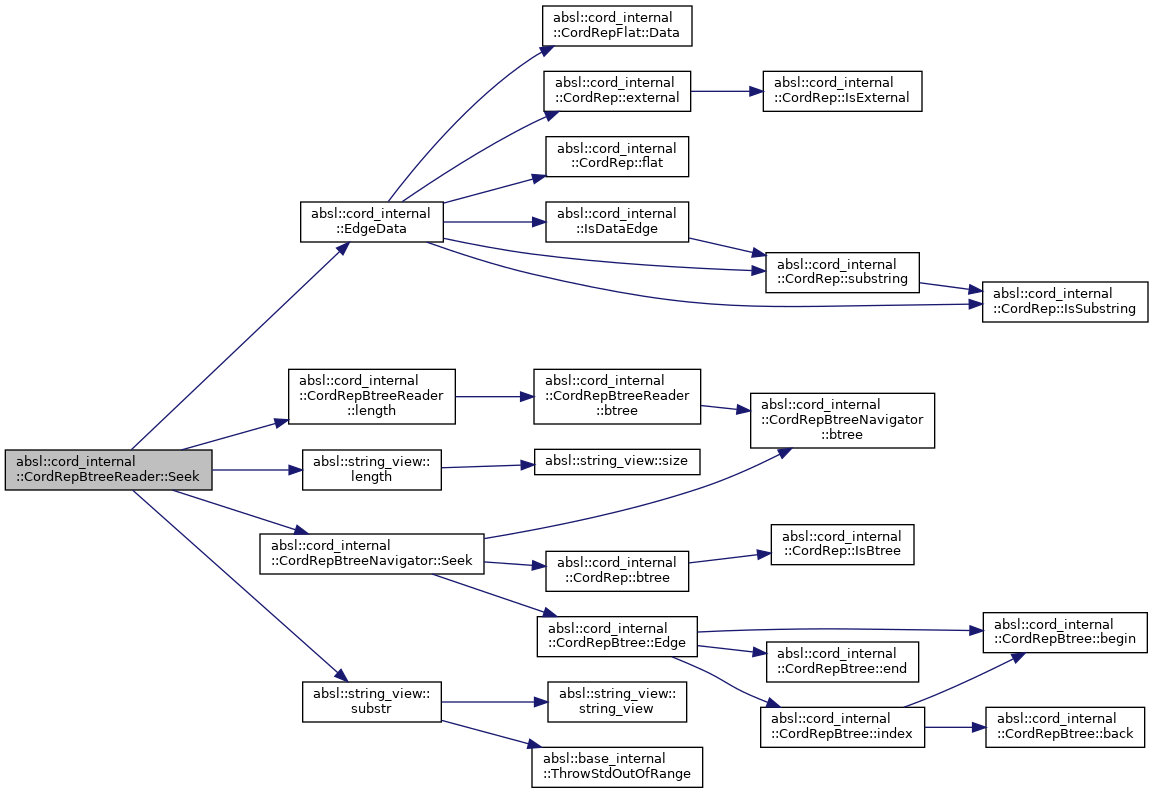 absl::cord_internal
::CordRepFlat::Data
absl::cord_internal
::CordRep::external
absl::cord_internal
::CordRep::IsExternal
absl::cord_internal
::CordRep::flat
absl::cord_internal
::EdgeData
absl::cord_internal
::IsDataEdge
absl::cord_internal
::CordRep::substring
absl::cord_internal
::CordRep::IsSubstring
absl::cord_internal
::CordRepBtreeReader
::length
absl::cord_internal
::CordRepBtreeReader
::btree
absl::cord_internal
::CordRepBtreeNavigator
::btree
absl::cord_internal
::CordRepBtreeReader::Seek
absl::string_view::
length
absl::string_view::size
absl::cord_internal
::CordRepBtreeNavigator::Seek
absl::cord_internal
::CordRep::btree
absl::cord_internal
::CordRep::IsBtree
absl::cord_internal
::CordRepBtree::Edge
absl::cord_internal
::CordRepBtree::begin
absl::cord_internal
::CordRepBtree::end
absl::string_view::
substr
absl::string_view::
string_view
absl::cord_internal
::CordRepBtree::index
absl::cord_internal
::CordRepBtree::back
absl::base_internal
::ThrowStdOutOfRange